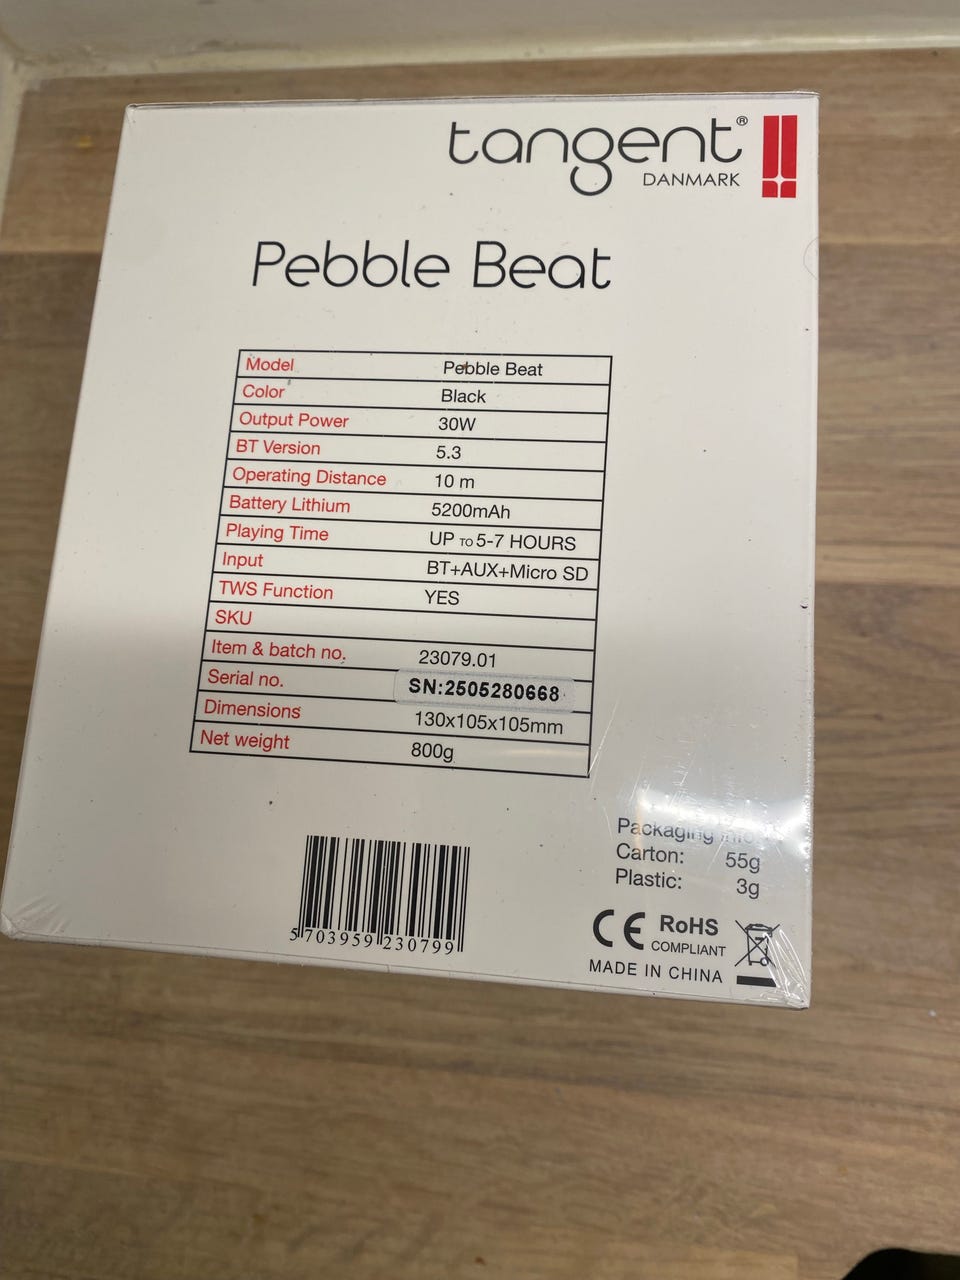 tangent®
DANMARK
Pebble Beat
Model Pebble Beat
Color Black
Output Power 30W
BT Version 5.3
Operating Distance 10 m
Battery Lithium 5200mAh
Playing Time UP TO 5-7 HOURS
Input BT+AUX+Micro SD
TWS Function YES
SKU
Item & batch no. 23079.01
Serial no. SN:2505280668
Dimensions 130x105x105mm
Net weight 800g
Packaging info
Carton: 55g
Plastic: 3g
5 703959 230799
CE RoHS
COMPLIANT
MADE IN CHINA